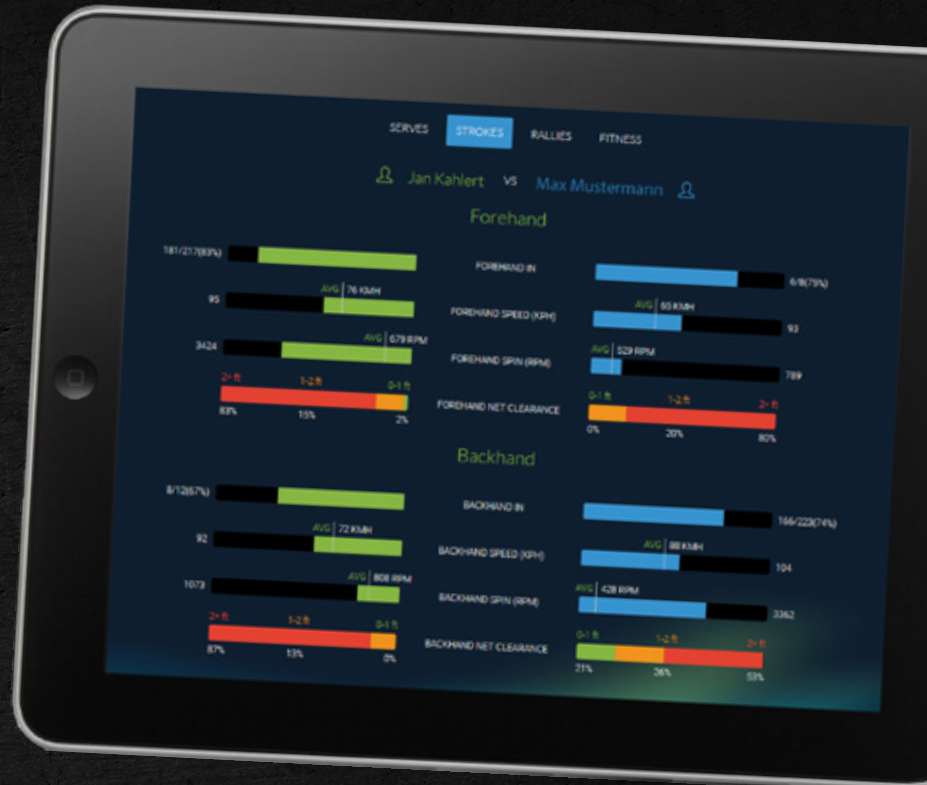 SERVES STROKES RALLIES FITNESS
Jan Kahlert VS Max Mustermann
Forehand
181/217(83%) FOREHAND IN 6/8(75%)
AVG 76 KMH AVG 65 KMH
95 FOREHAND SPEED (KPH) 93
AVG 679 RPM AVG 529 RPM
3424 FOREHAND SPIN (RPM) 789
2+ ft 1-2 ft 0-1 ft 0-1 ft 1-2 ft 2+ ft
FOREHAND NET CLEARANCE
83% 15% 2% 0% 20% 80%
Backhand
8/12(67%) BACKHAND IN 166/223(74%)
AVG 72 KMH AVG 88 KMH
92 BACKHAND SPEED (KPH) 104
AVG 808 RPM AVG 428 RPM
1073 BACKHAND SPIN (RPM) 3362
2+ ft 1-2 ft 0-1 ft 0-1 ft 1-2 ft 2+ ft
BACKHAND NET CLEARANCE
87% 13% 0% 21% 26% 53%